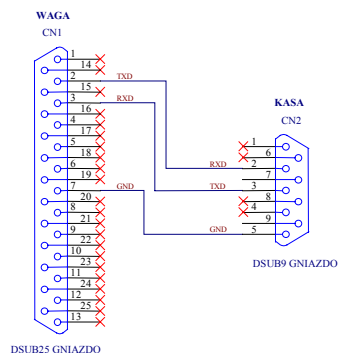 WAGA
CN1
1
14
2
TXD
15
3
RXD
16
4
17
5
18
6
19
7
GND
20
8
21
9
22
10
23
11
24
12
25
13
DSUB25 GNIAZDO
KASA
CN2
1
6
RXD
2
7
TXD
3
8
4
9
GND
5
DSUB9 GNIAZDO